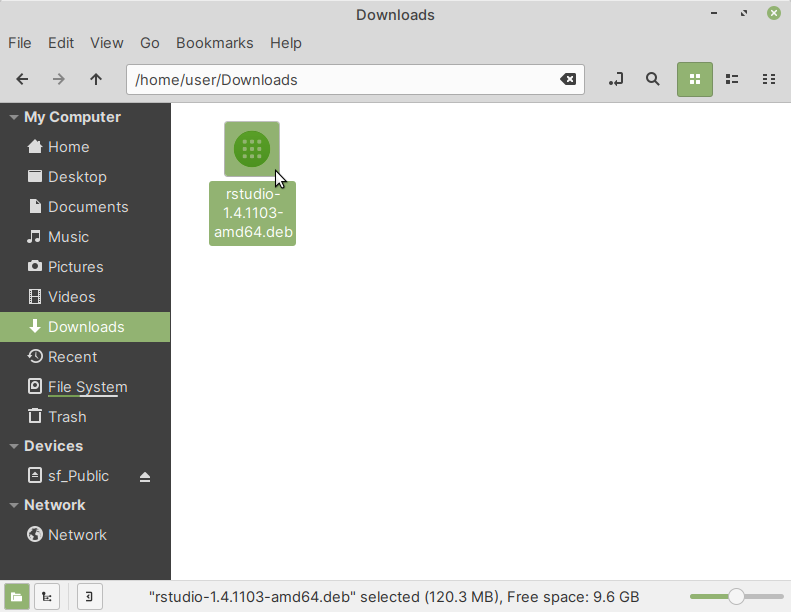 Downloads
File Edit View Go Bookmarks Help
/home/user/Downloads
My Computer
Home
Desktop
Documents
Music
Pictures
Videos
Downloads
Recent
File System
Trash
Devices
sf_Public
Network
Network
rstudio-
1.4.1103-
amd64.deb
"rstudio-1.4.1103-amd64.deb" selected (120.3 MB), Free space: 9.6 GB